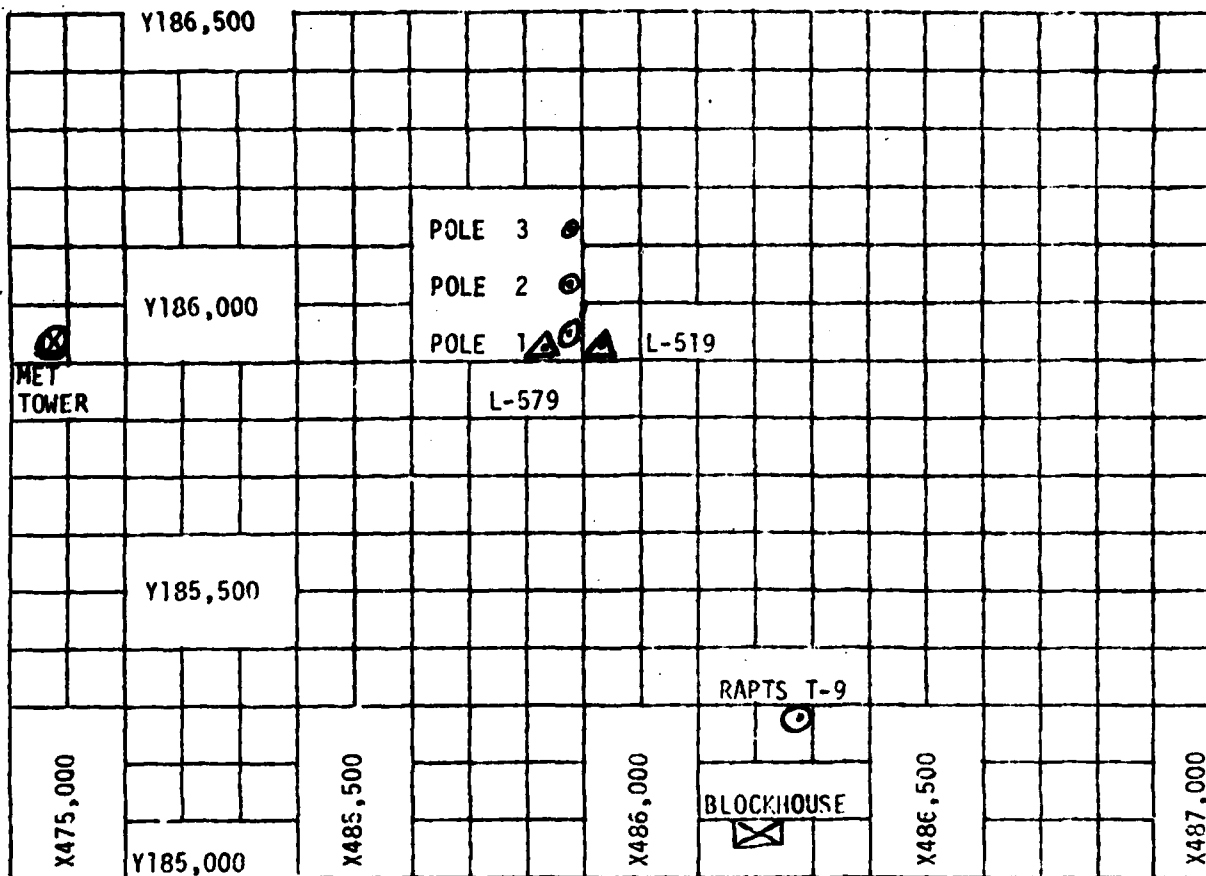 Y186,500
POLE 3
POLE 2
Y186,000
POLE 1
L-519
MET
TOWER
L-579
Y185,500
RAPTS T-9
X475,000
X485,500
X486,000
BLOCKHOUSE
X486,500
X487,000
Y185,000